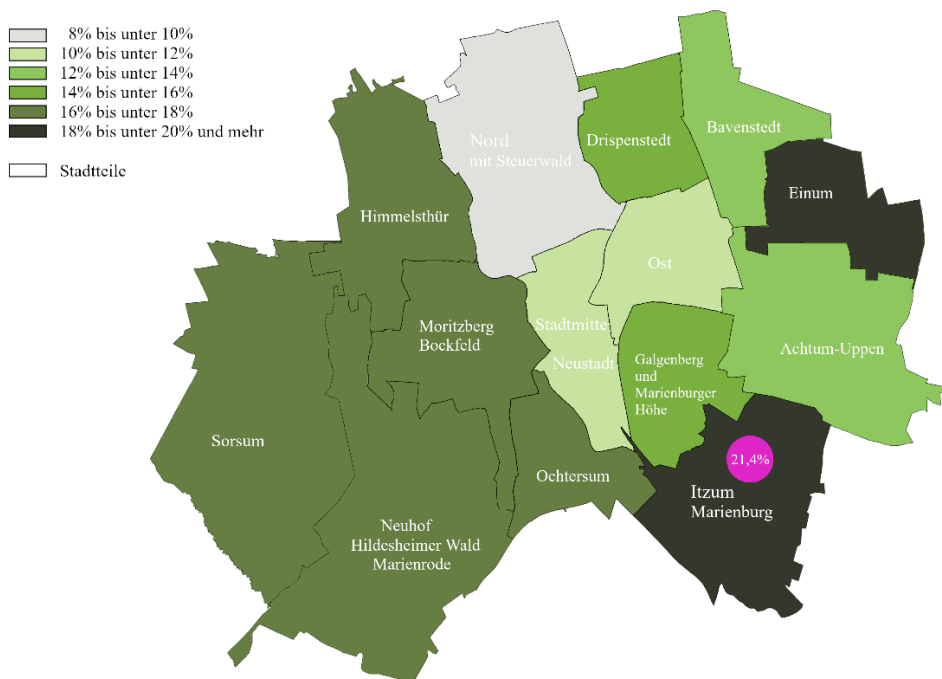 8% bis unter 10%
10% bis unter 12%
12% bis unter 14%
14% bis unter 16%
16% bis unter 18%
18% bis unter 20% und mehr
Stadtteile
Nord
mit Steuerwald
Drispenstedt
Bavenstedt
Einum
Himmelsthür
Ost
Stadtmitte
Neustadt
Moritzberg
Bockfeld
Galgenberg
und
Marienburger
Höhe
Achtum-Uppen
Sorsum
Ochtersum
21,4%
Itzum
Marienburg
Neuhof
Hildesheimer Wald
Marienrode